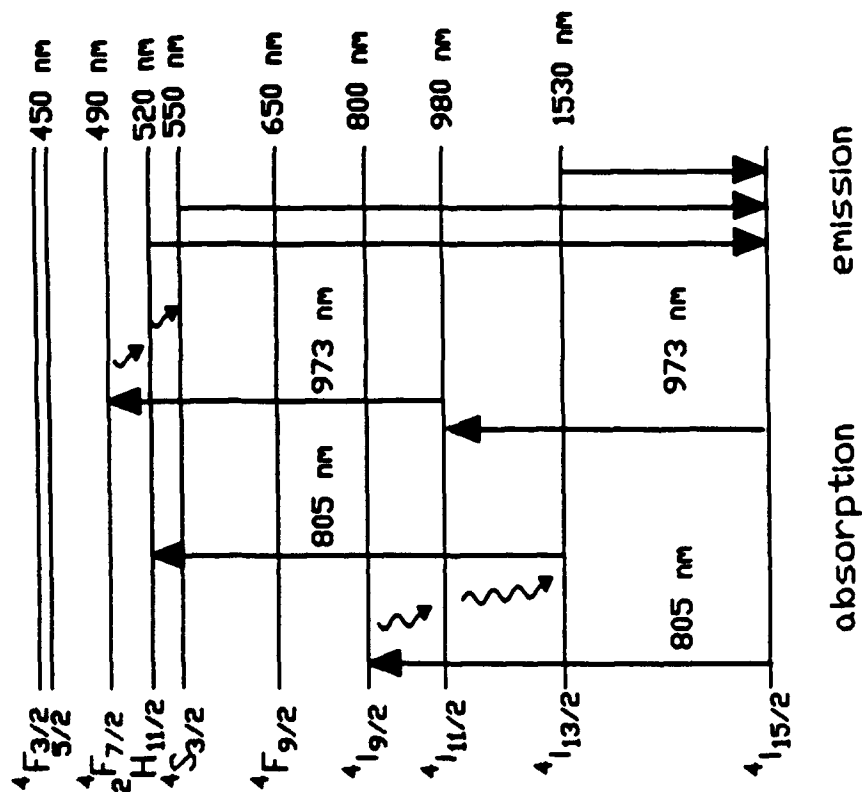 450 nm
490 nm
520 nm
550 nm
650 nm
800 nm
980 nm
1530 nm
973 nm
973 nm
805 nm
805 nm
⁴F₃/₂
₅/₂
⁴F₇/₂
²H₁₁/₂
⁴S₃/₂
⁴F₉/₂
⁴I₉/₂
⁴I₁₁/₂
⁴I₁₃/₂
⁴I₁₅/₂
absorption
emission